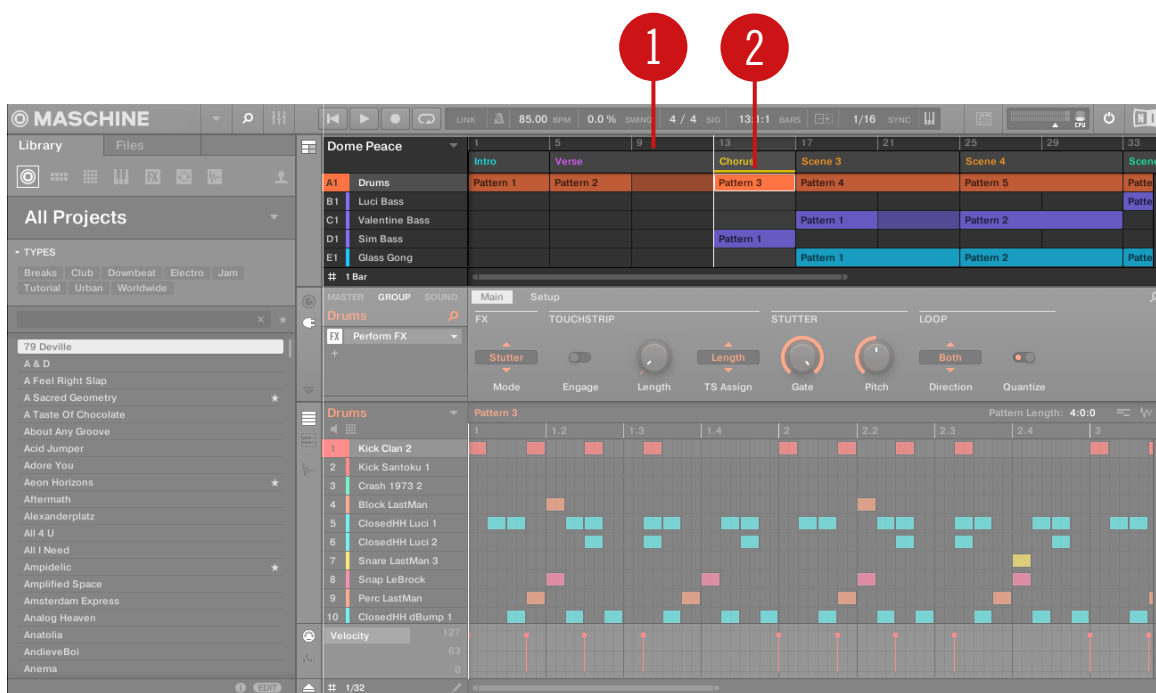 1 2
MASCHINE LINK 85.00 BPM 0.0 % SWING 4 / 4 SIG 13:1:1 BARS 1/16 SYNC CPU NI
Library Files
All Projects
TYPES
Breaks Club Downbeat Electro Jam
Tutorial Urban Worldwide
79 Deville
A & D
A Feel Right Slap
A Sacred Geometry
A Taste Of Chocolate
About Any Groove
Acid Jumper
Adore You
Aeon Horizons
Aftermath
Alexanderplatz
All 4 U
All I Need
Ampidelic
Amplified Space
Amsterdam Express
Analog Heaven
Anatolia
AndieveBoi
Anema
EDIT
Dome Peace 1 5 9 13 17 21 25 29 33
Intro Verse Chorus Scene 3 Scene 4 Scene
A1 Drums Pattern 1 Pattern 2 Pattern 3 Pattern 4 Pattern 5 Patte
B1 Luci Bass Patte
C1 Valentine Bass Pattern 1 Pattern 2
D1 Sim Bass Pattern 1
E1 Glass Gong Pattern 1 Pattern 2 Patte
# 1 Bar
MASTER GROUP SOUND Main Setup
Drums FX TOUCHSTRIP STUTTER LOOP
FX Perform FX
+
Stutter Length Both
Mode Engage Length TS Assign Gate Pitch Direction Quantize
Drums Pattern 3 Pattern Length: 4:0:0
1 1.2 1.3 1.4 2 2.2 2.3 2.4 3
1 Kick Clan 2
2 Kick Santoku 1
3 Crash 1973 2
4 Block LastMan
5 ClosedHH Luci 1
6 ClosedHH Luci 2
7 Snare LastMan 3
8 Snap LeBrock
9 Perc LastMan
10 ClosedHH dBump 1
Velocity 127
63
0
# 1/32